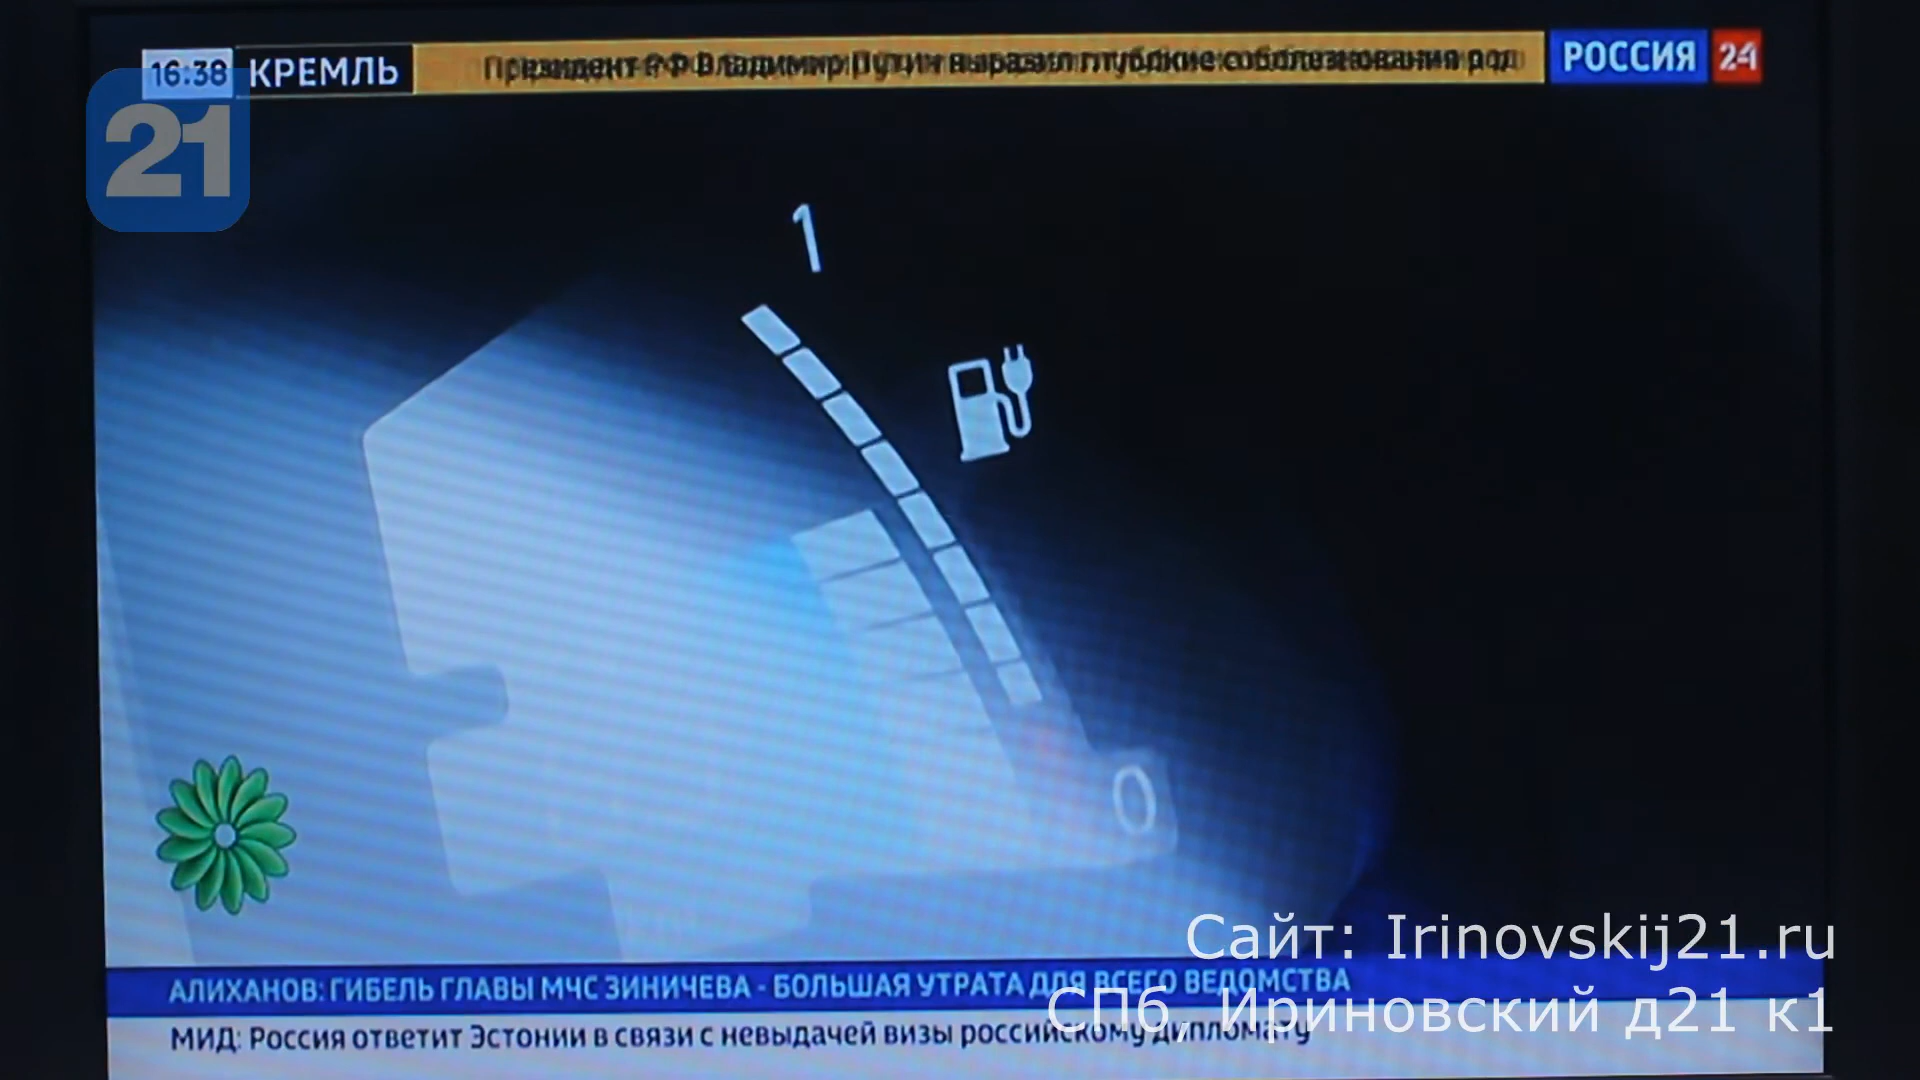 16:38 КРЕМЛЬ Президент РФ Владимир Путин выразил глубокие соболезнования род РОССИЯ 24
21
1
0
Сайт: Irinovskij21.ru
АЛИХАНОВ: ГИБЕЛЬ ГЛАВЫ МЧС ЗИНИЧЕВА - БОЛЬШАЯ УТРАТА ДЛЯ ВСЕГО ВЕДОМСТВА
СПб, Ириновский д21 к1
МИД: Россия ответит Эстонии в связи с невыдачей визы российскому дипломату